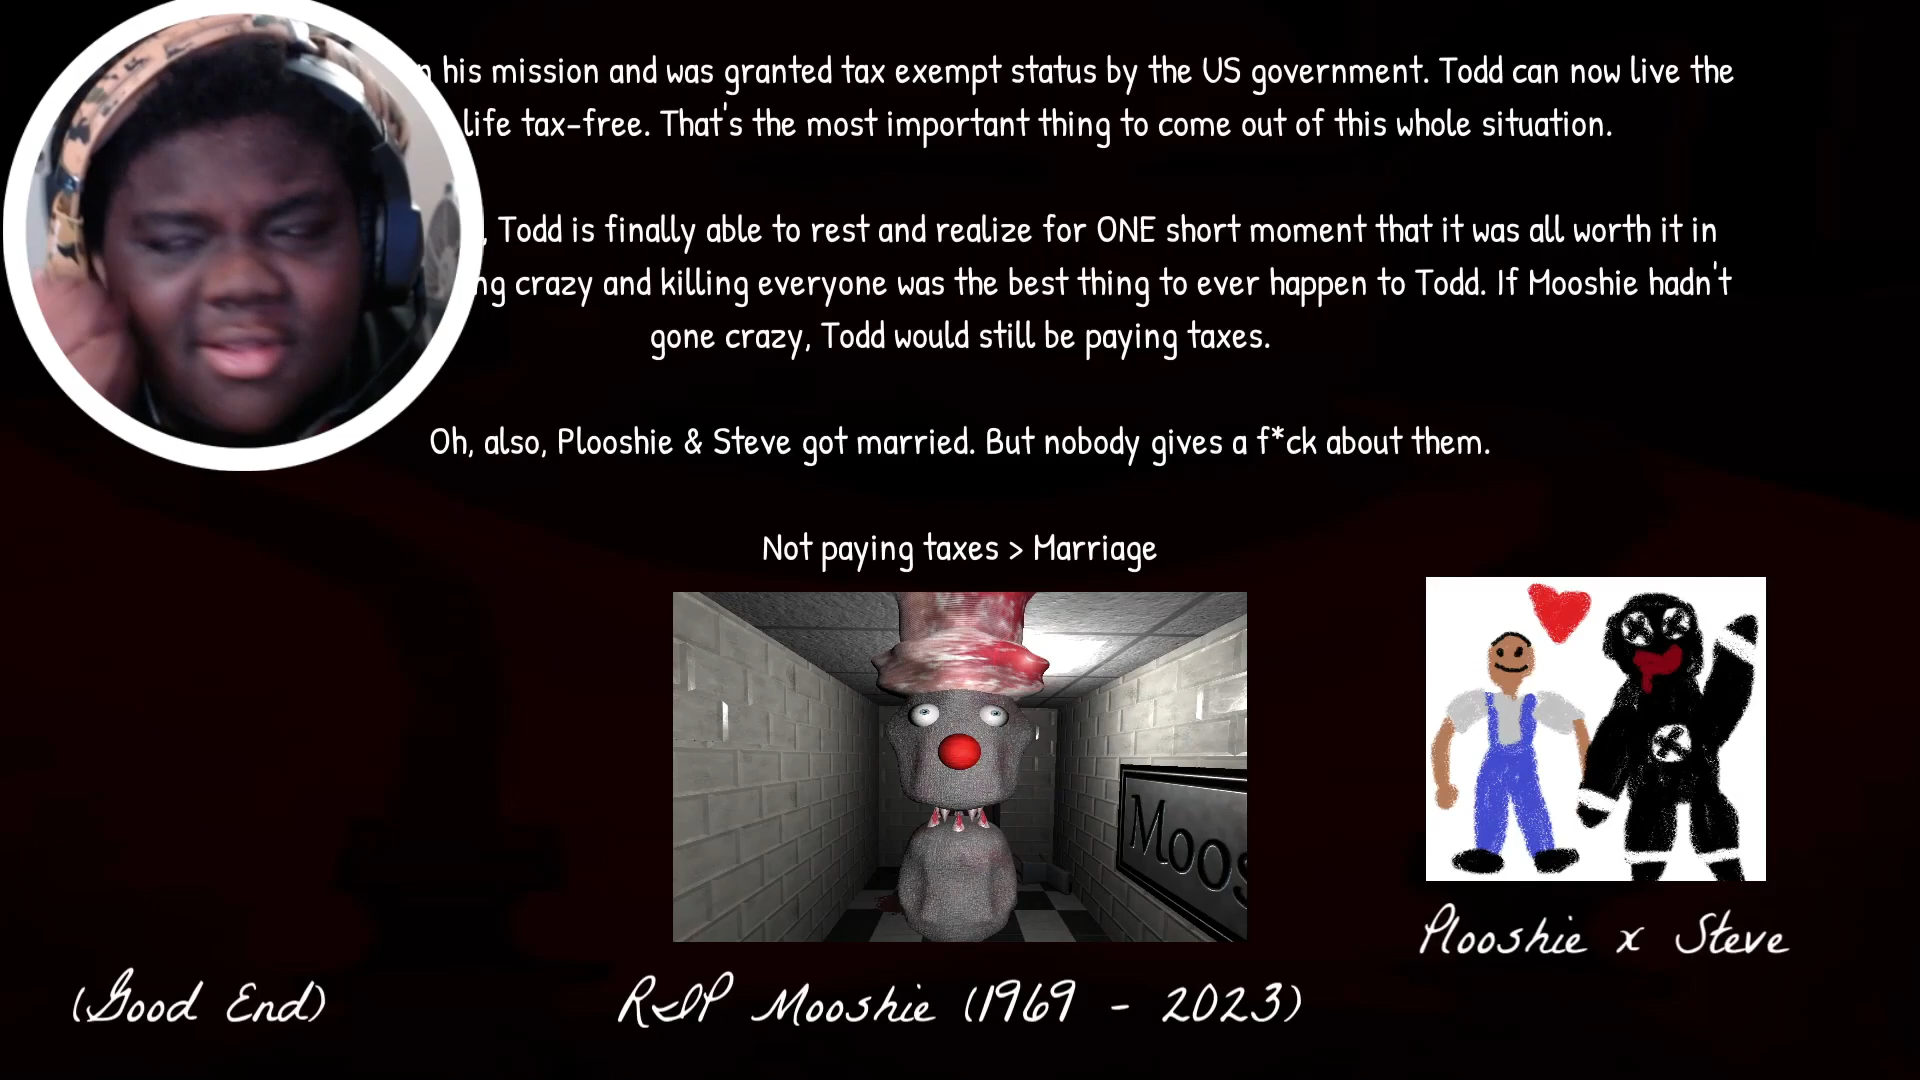 his mission and was granted tax exempt status by the US government. Todd can now live the
life tax-free. That's the most important thing to come out of this whole situation.
, Todd is finally able to rest and realize for ONE short moment that it was all worth it in
ng crazy and killing everyone was the best thing to ever happen to Todd. If Mooshie hadn't
gone crazy, Todd would still be paying taxes.
Oh, also, Plooshie & Steve got married. But nobody gives a f*ck about them.
Not paying taxes > Marriage
Moos
Plooshie x Steve
(Good End)
RIP Mooshie (1969 - 2023)